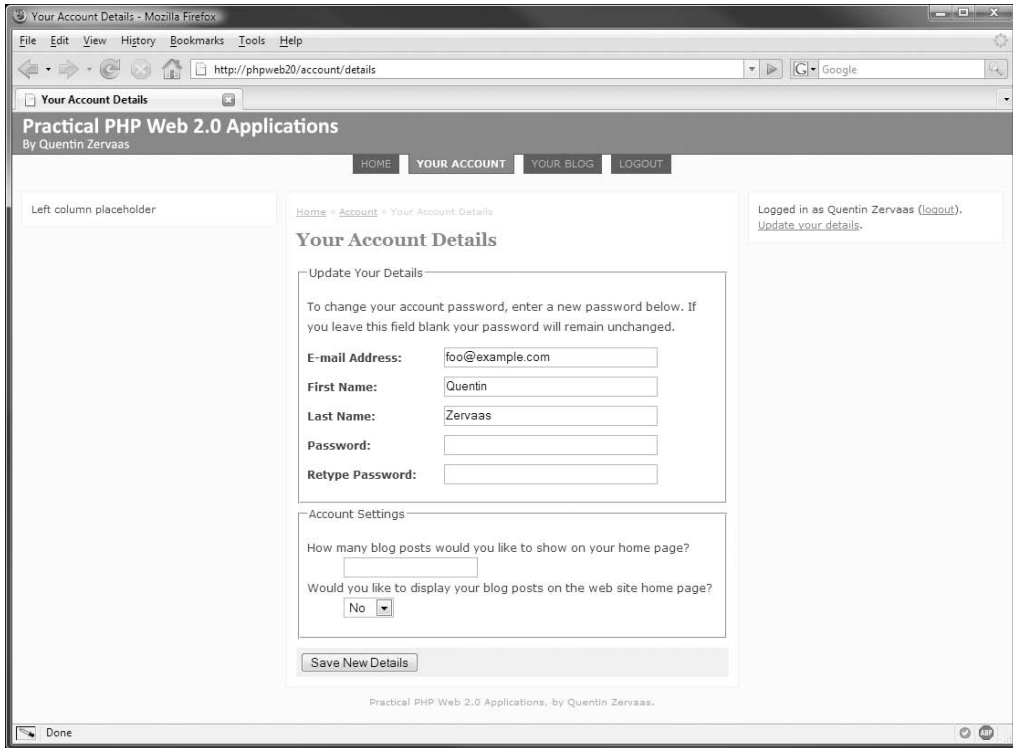 Your Account Details - Mozilla Firefox
File Edit View History Bookmarks Tools Help
http://phpweb20/account/details
G Google
Your Account Details
Practical PHP Web 2.0 Applications
By Quentin Zervaas
HOME YOUR ACCOUNT YOUR BLOG LOGOUT
Left column placeholder
Home > Account > Your Account Details
Your Account Details
Update Your Details
To change your account password, enter a new password below. If
you leave this field blank your password will remain unchanged.
E-mail Address: foo@example.com
First Name: Quentin
Last Name: Zervaas
Password:
Retype Password:
Account Settings
How many blog posts would you like to show on your home page?
Would you like to display your blog posts on the web site home page?
No
Save New Details
Logged in as Quentin Zervaas (logout).
Update your details.
Practical PHP Web 2.0 Applications, by Quentin Zervaas.
Done
ABP